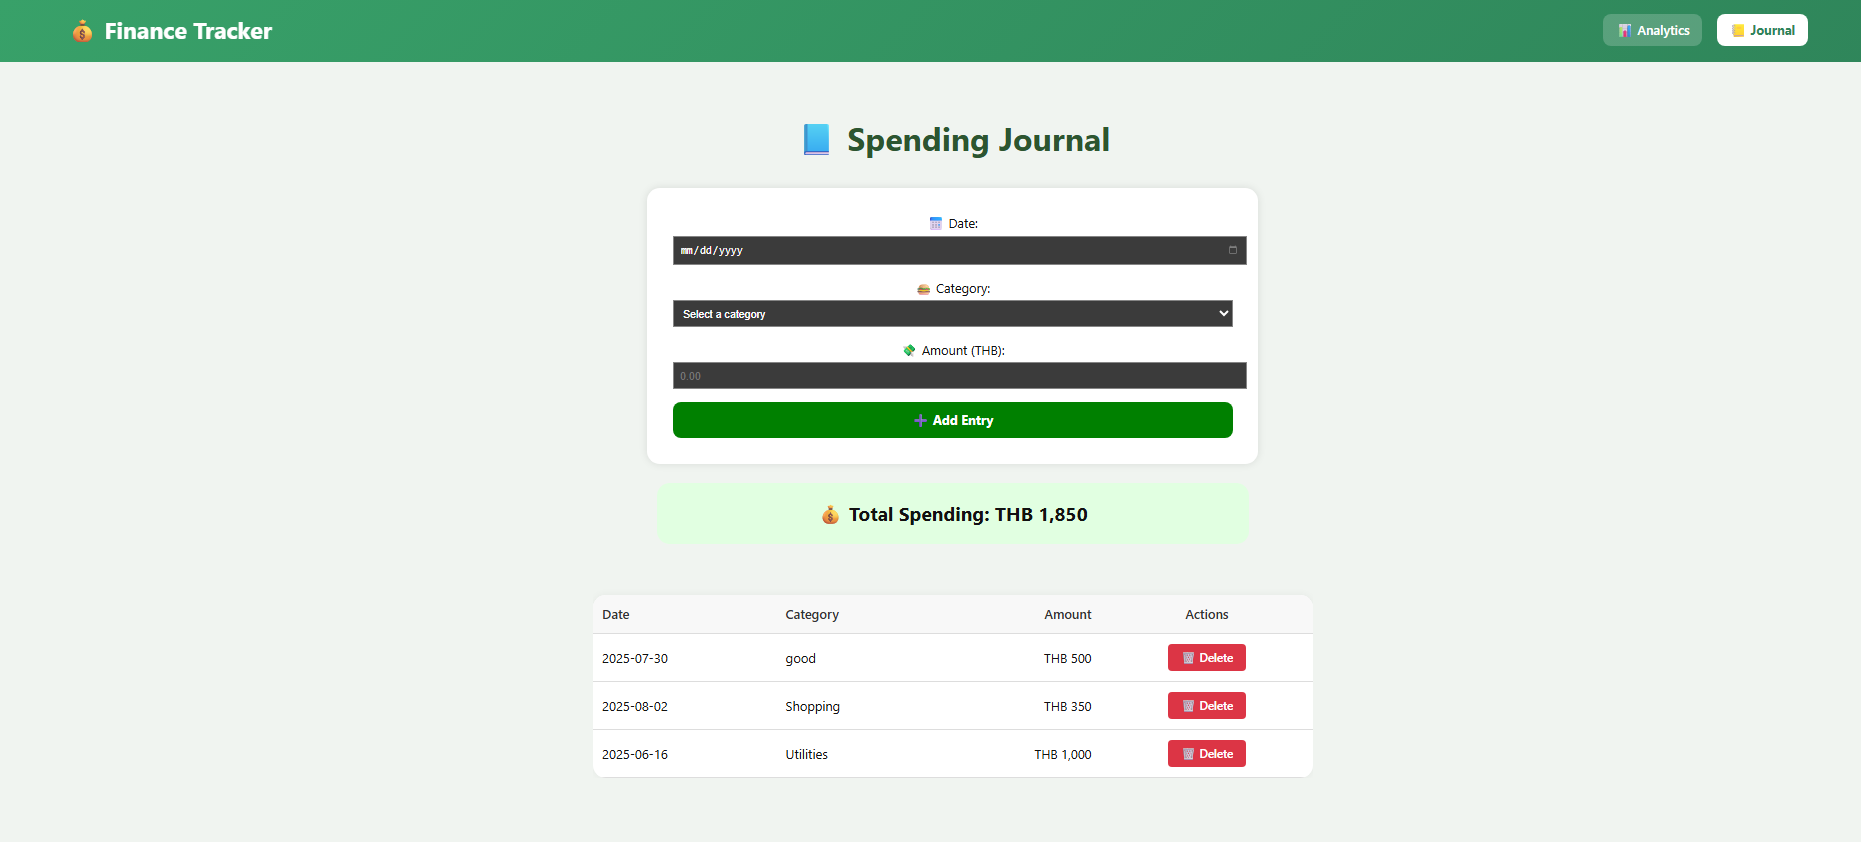 💰 Finance Tracker
📊 Analytics
📒 Journal
📘 Spending Journal
📅 Date:
mm/dd/yyyy
🍔 Category:
Select a category
💸 Amount (THB):
0.00
➕ Add Entry
💰 Total Spending: THB 1,850
Date Category Amount Actions
2025-07-30 good THB 500 🗑️ Delete
2025-08-02 Shopping THB 350 🗑️ Delete
2025-06-16 Utilities THB 1,000 🗑️ Delete